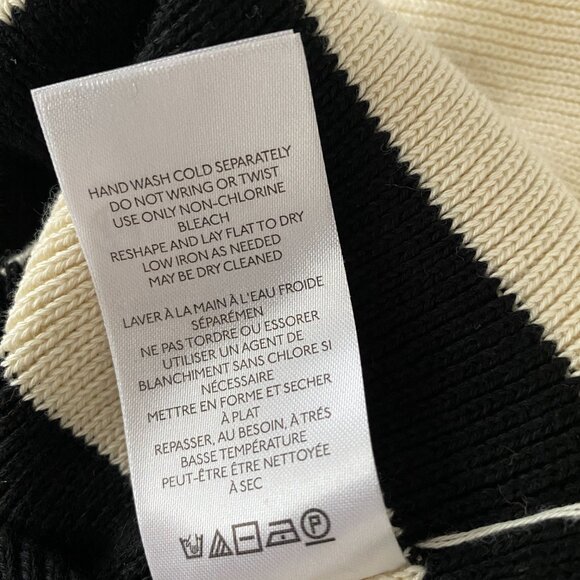 HAND WASH COLD SEPARATELY
DO NOT WRING OR TWIST
USE ONLY NON-CHLORINE
BLEACH
RESHAPE AND LAY FLAT TO DRY
LOW IRON AS NEEDED
MAY BE DRY CLEANED
LAVER À LA MAIN À L'EAU FROIDE
SÉPARÉMEN
NE PAS TORDRE OU ESSORER
UTILISER UN AGENT DE
BLANCHIMENT SANS CHLORE SI
NÉCESSAIRE
METTRE EN FORME ET SECHER
À PLAT
REPASSER, AU BESOIN, À TRÉS
BASSE TEMPÉRATURE
PEUT-ÊTRE ÊTRE NETTOYÉE
À SEC
P